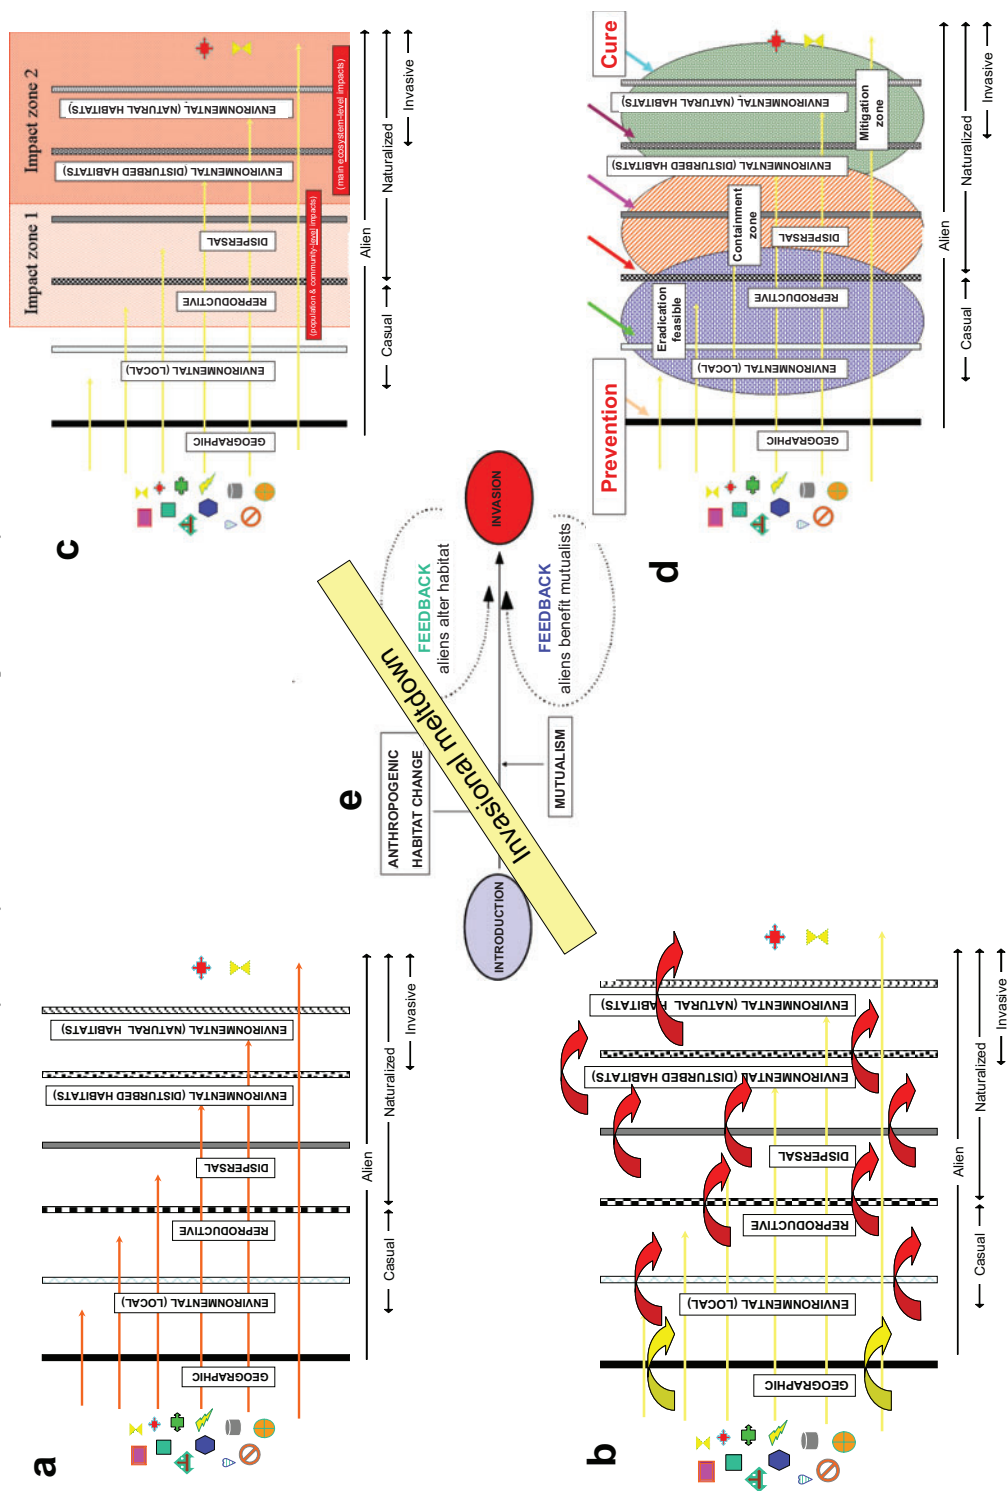 a
GEOGRAPHIC
ENVIRONMENTAL (LOCAL)
REPRODUCTIVE
DISPERSAL
ENVIRONMENTAL (DISTURBED HABITATS)
ENVIRONMENTAL (NATURAL HABITATS)
Alien
Casual
Naturalized
Invasive
b
GEOGRAPHIC
ENVIRONMENTAL (LOCAL)
REPRODUCTIVE
DISPERSAL
ENVIRONMENTAL (DISTURBED HABITATS)
ENVIRONMENTAL (NATURAL HABITATS)
Alien
Casual
Naturalized
Invasive
c
Impact zone 1
Impact zone 2
GEOGRAPHIC
ENVIRONMENTAL (LOCAL)
REPRODUCTIVE
DISPERSAL
ENVIRONMENTAL (DISTURBED HABITATS)
ENVIRONMENTAL (NATURAL HABITATS)
(population & community-level impacts)
(main ecosystem-level impacts)
Alien
Casual
Naturalized
Invasive
d
Prevention
Cure
Eradication
feasible
Containment
zone
Mitigation
zone
GEOGRAPHIC
ENVIRONMENTAL (LOCAL)
REPRODUCTIVE
DISPERSAL
ENVIRONMENTAL (DISTURBED HABITATS)
ENVIRONMENTAL (NATURAL HABITATS)
Alien
Casual
Naturalized
Invasive
e
ANTHROPOGENIC
HABITAT CHANGE
FEEDBACK
aliens alter habitat
Invasional meltdown
INTRODUCTION
INVASION
MUTUALISM
FEEDBACK
aliens benefit mutualists